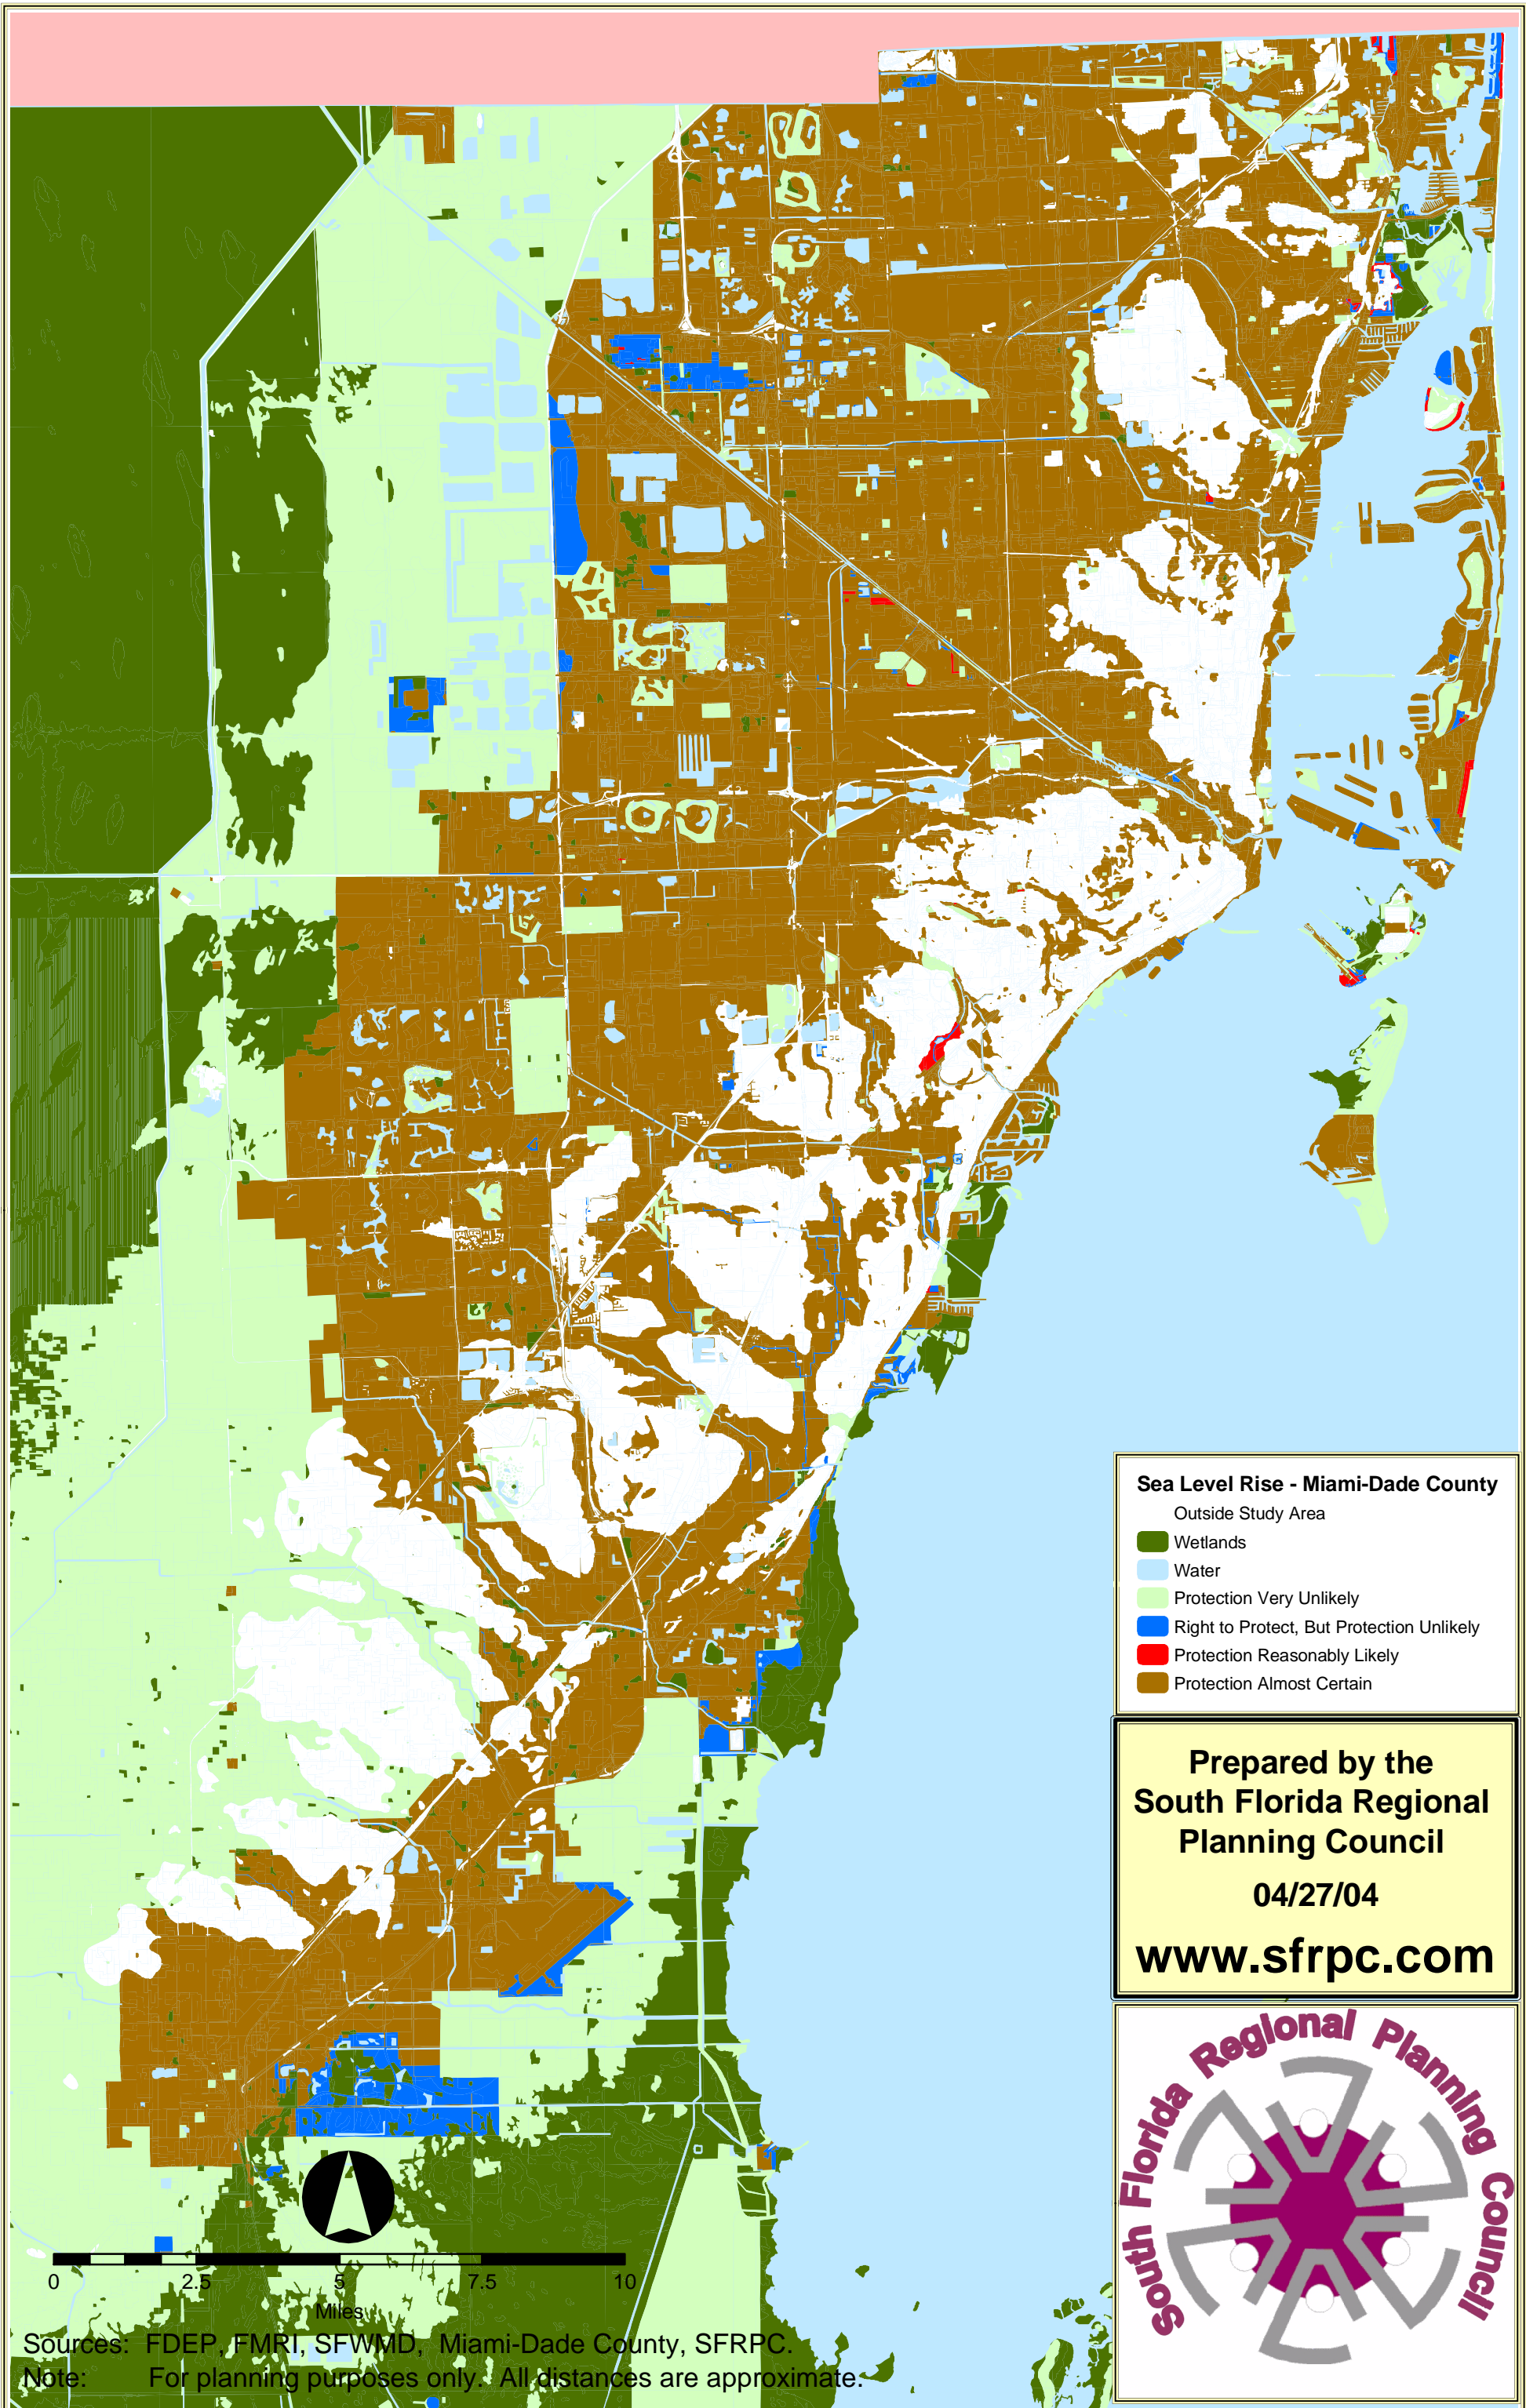 Sea Level Rise - Miami-Dade County
Outside Study Area
Wetlands
Water
Protection Very Unlikely
Right to Protect, But Protection Unlikely
Protection Reasonably Likely
Protection Almost Certain
Prepared by the
South Florida Regional
Planning Council
04/27/04
www.sfrpc.com
South Florida Regional Planning Council
0 2.5 5 7.5 10
Miles
Sources: FDEP, FMRI, SFWMD, Miami-Dade County, SFRPC.
Note: For planning purposes only. All distances are approximate.